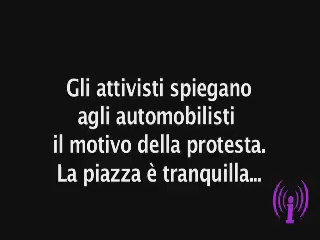 Gli attivisti spiegano
agli automobilisti
il motivo della protesta.
La piazza è tranquilla...